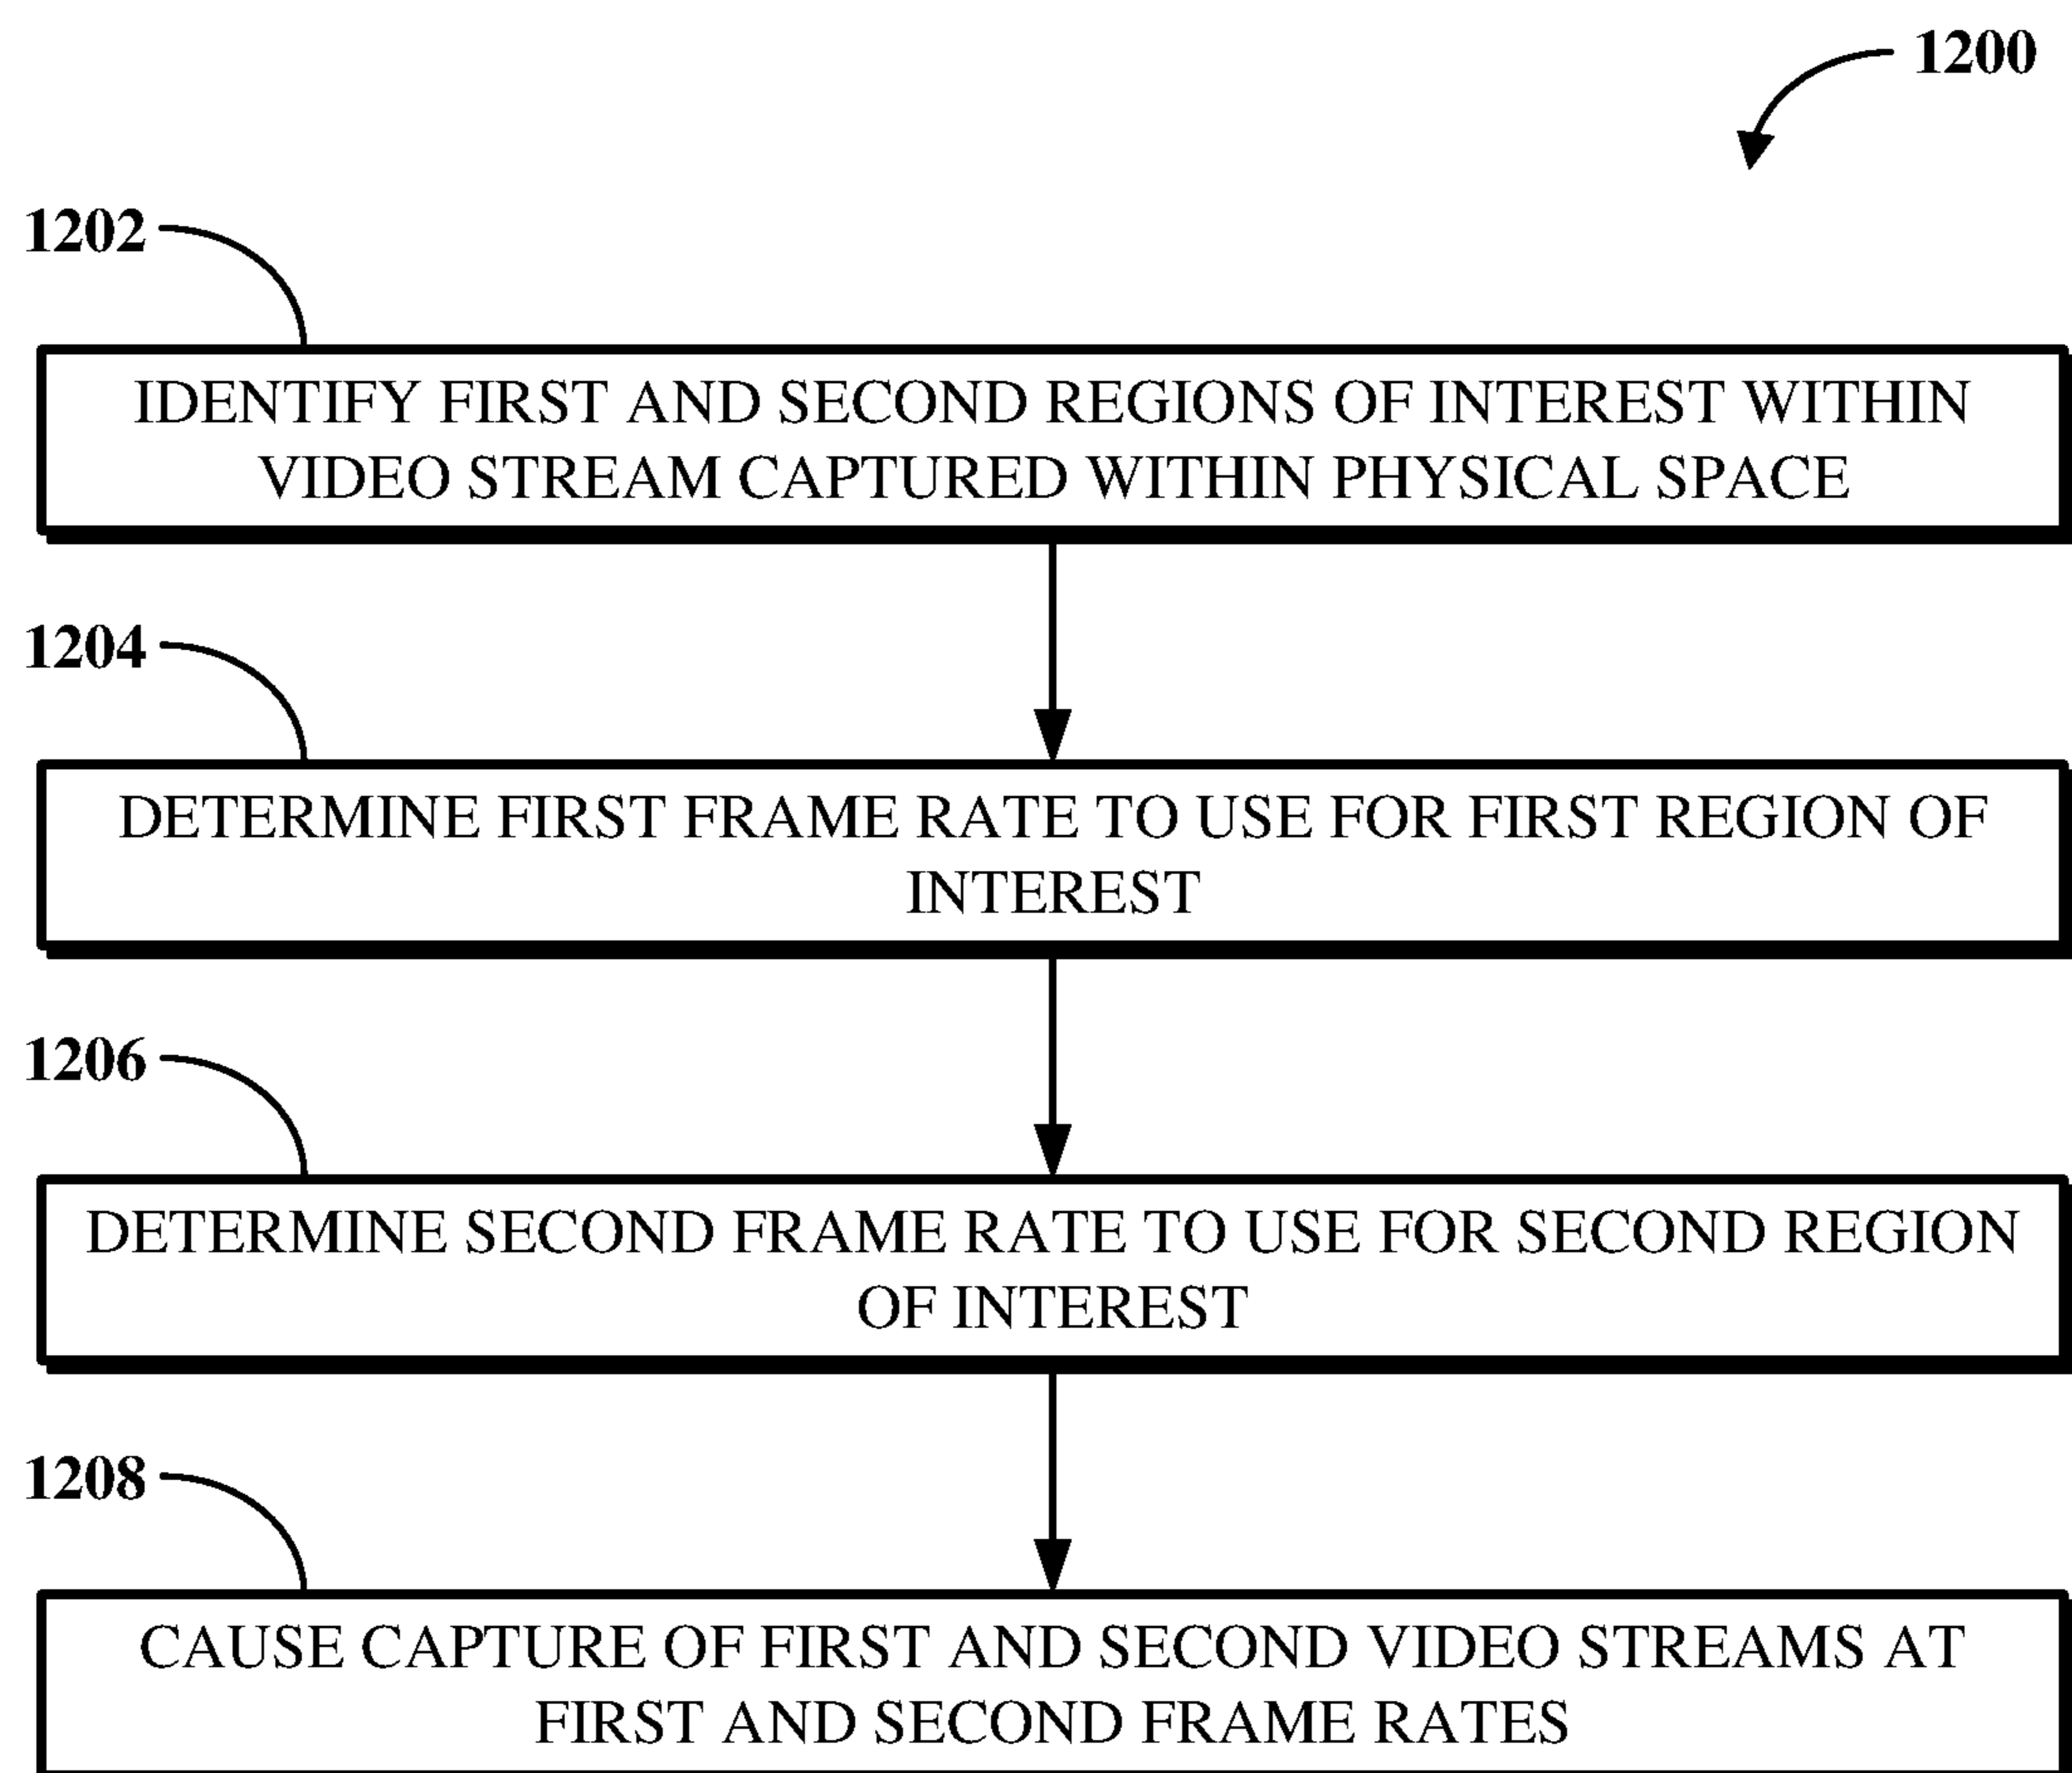 1200
1202
IDENTIFY FIRST AND SECOND REGIONS OF INTEREST WITHIN
VIDEO STREAM CAPTURED WITHIN PHYSICAL SPACE
1204
DETERMINE FIRST FRAME RATE TO USE FOR FIRST REGION OF
INTEREST
1206
DETERMINE SECOND FRAME RATE TO USE FOR SECOND REGION
OF INTEREST
1208
CAUSE CAPTURE OF FIRST AND SECOND VIDEO STREAMS AT
FIRST AND SECOND FRAME RATES